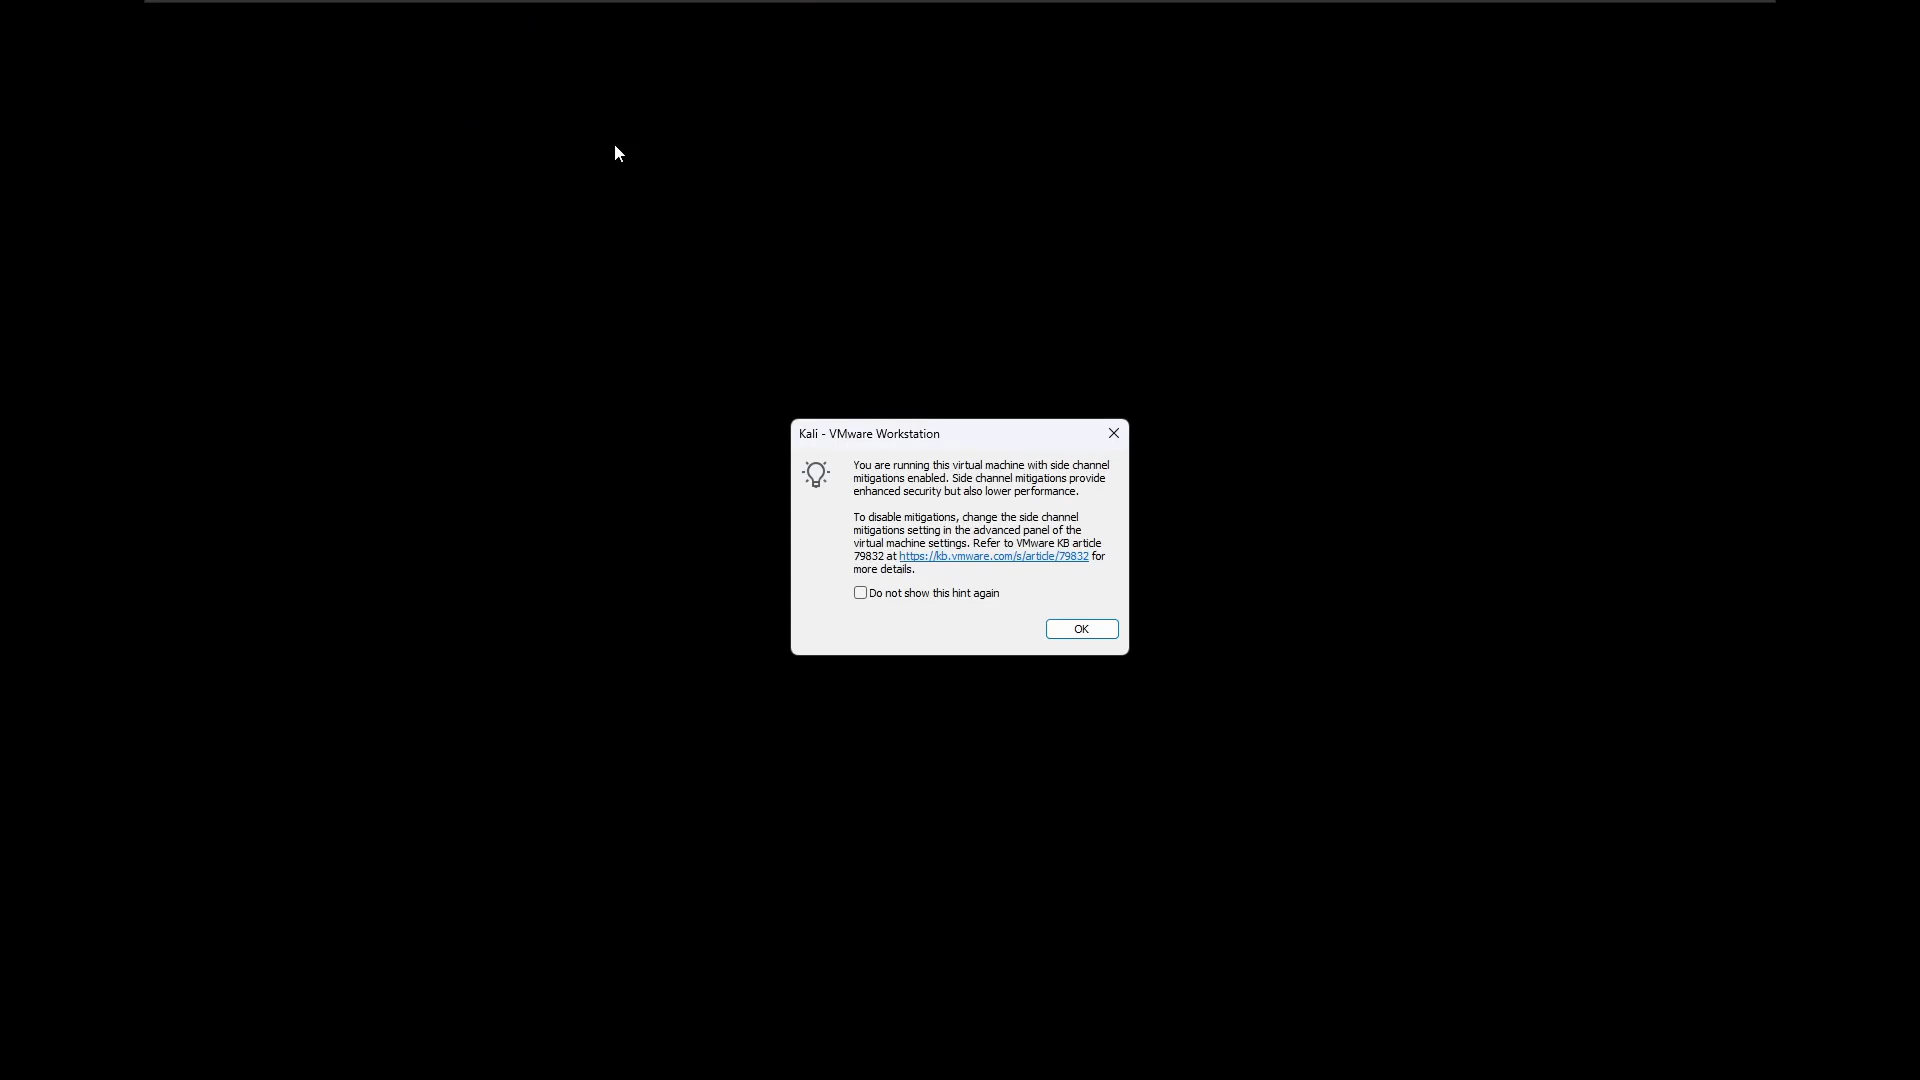 Kali - VMware Workstation
You are running this virtual machine with side channel
mitigations enabled. Side channel mitigations provide
enhanced security but also lower performance.
To disable mitigations, change the side channel
mitigations setting in the advanced panel of the
virtual machine settings. Refer to VMware KB article
79832 at https://kb.vmware.com/s/article/79832 for
more details.
Do not show this hint again
OK